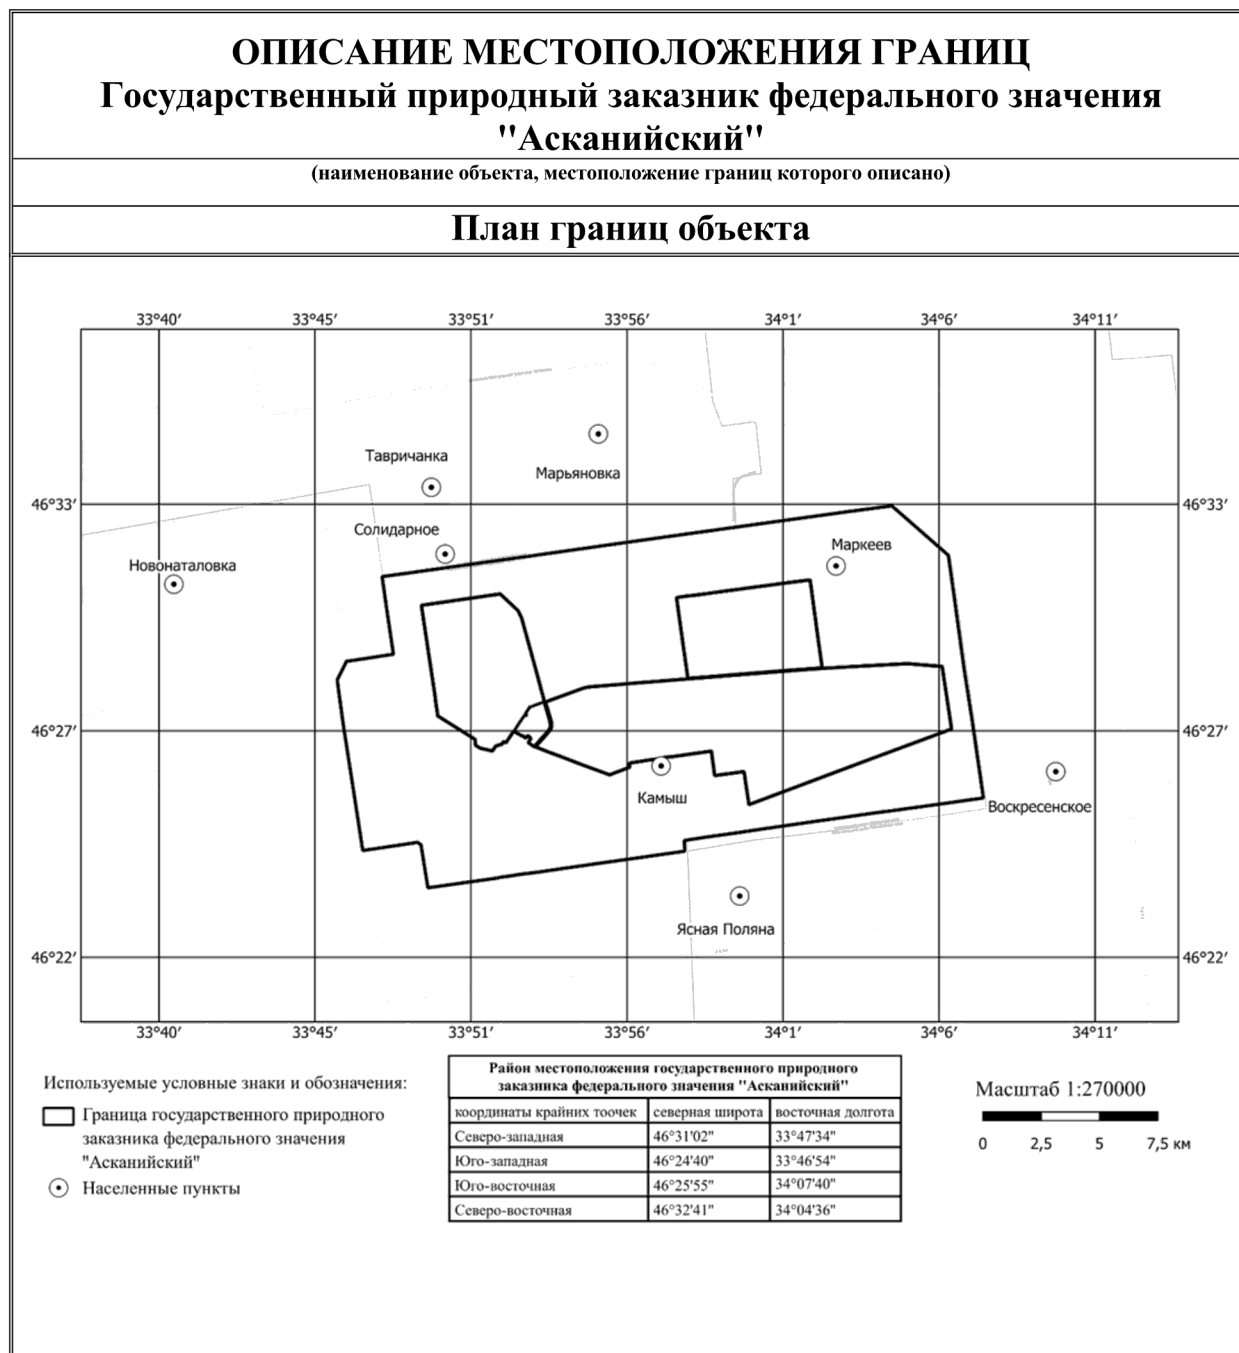 ОПИСАНИЕ МЕСТОПОЛОЖЕНИЯ ГРАНИЦ
Государственный природный заказник федерального значения
"Асканийский"
(наименование объекта, местоположение границ которого описано)
План границ объекта
33°40′ 33°45′ 33°51′ 33°56′ 34°1′ 34°6′ 34°11′
Тавричанка
Марьяновка
46°33′ 46°33′
Солидарное
Маркеев
Новонаталовка
46°27′ 46°27′
Камыш
Воскресенское
Ясная Поляна
46°22′ 46°22′
33°40′ 33°45′ 33°51′ 33°56′ 34°1′ 34°6′ 34°11′
Используемые условные знаки и обозначения:
Граница государственного природного
заказника федерального значения
"Асканийский"
Населенные пункты
Район местоположения государственного природного
заказника федерального значения "Асканийский"
координаты крайних тоочек северная широта восточная долгота
Северо-западная 46°31'02" 33°47'34"
Юго-западная 46°24'40" 33°46'54"
Юго-восточная 46°25'55" 34°07'40"
Северо-восточная 46°32'41" 34°04'36"
Масштаб 1:270000
0 2,5 5 7,5 км